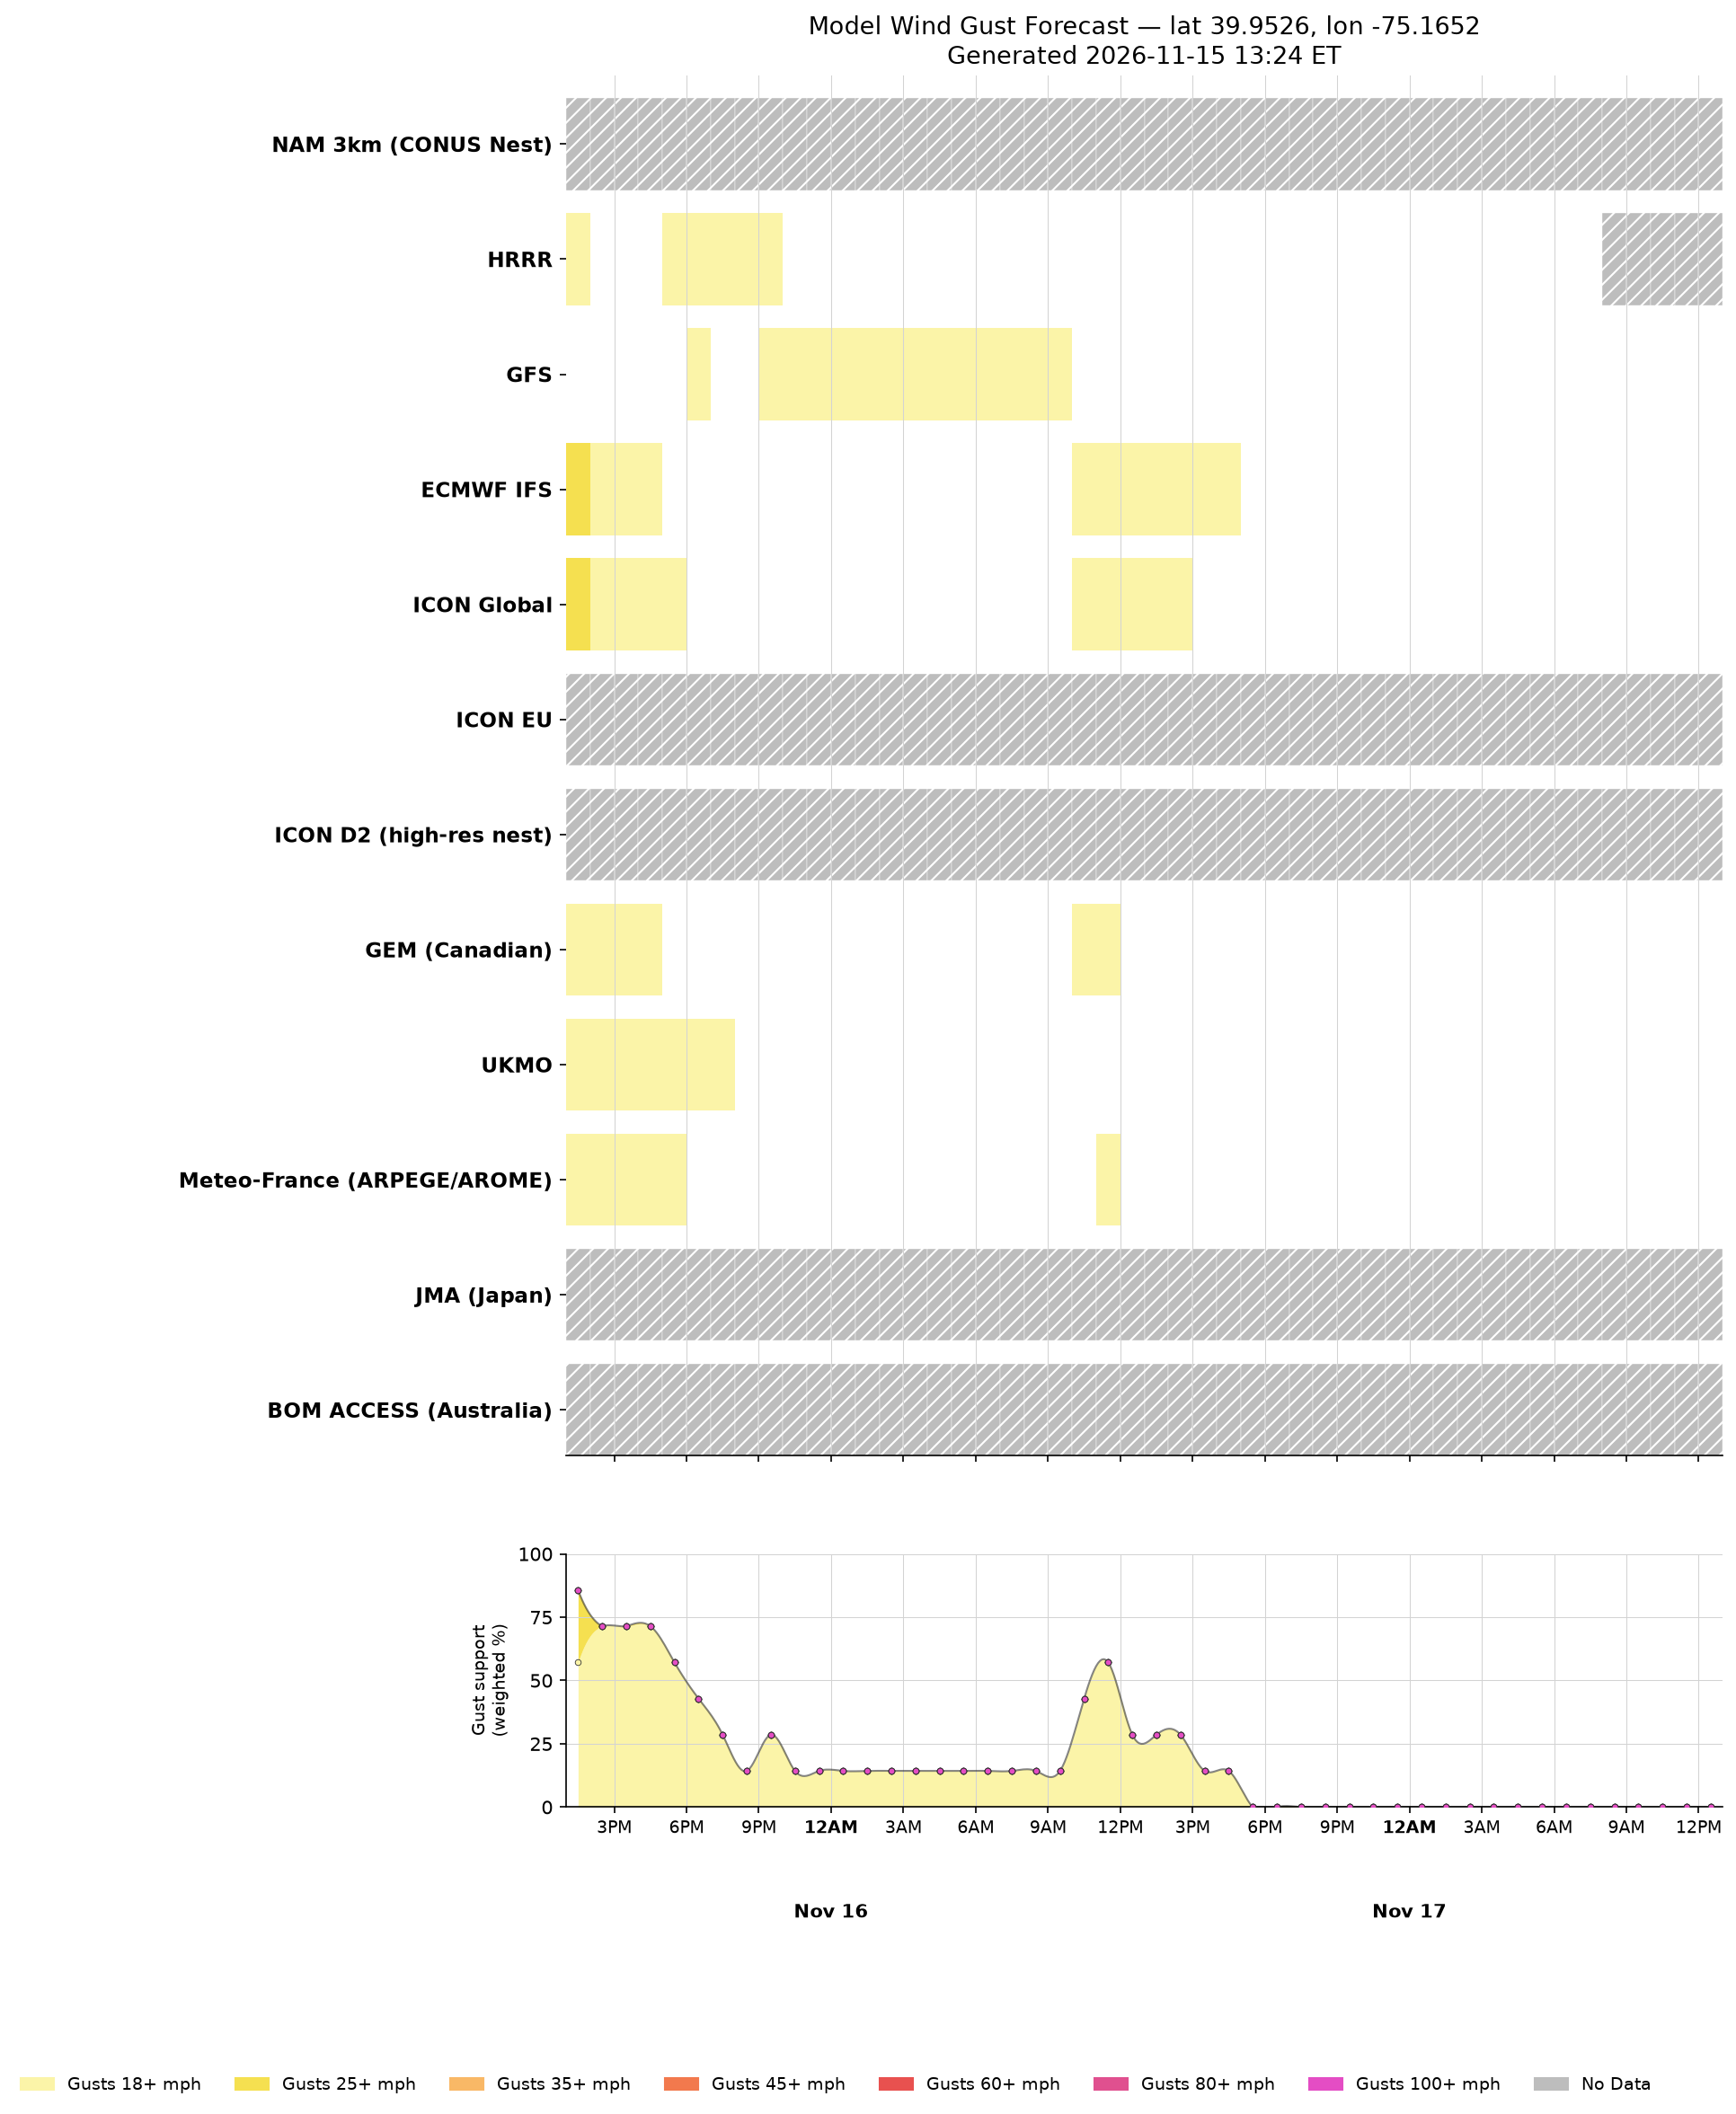 Model Wind Gust Forecast — lat 39.9526, lon -75.1652
Generated 2026-11-15 13:24 ET
NAM 3km (CONUS Nest)
HRRR
GFS
ECMWF IFS
ICON Global
ICON EU
ICON D2 (high-res nest)
GEM (Canadian)
UKMO
Meteo-France (ARPEGE/AROME)
JMA (Japan)
BOM ACCESS (Australia)
Gust support
(weighted %)
100
75
50
25
0
3PM 6PM 9PM 12AM 3AM 6AM 9AM 12PM 3PM 6PM 9PM 12AM 3AM 6AM 9AM 12PM
Nov 16 Nov 17
Gusts 18+ mph Gusts 25+ mph Gusts 35+ mph Gusts 45+ mph Gusts 60+ mph Gusts 80+ mph Gusts 100+ mph No Data